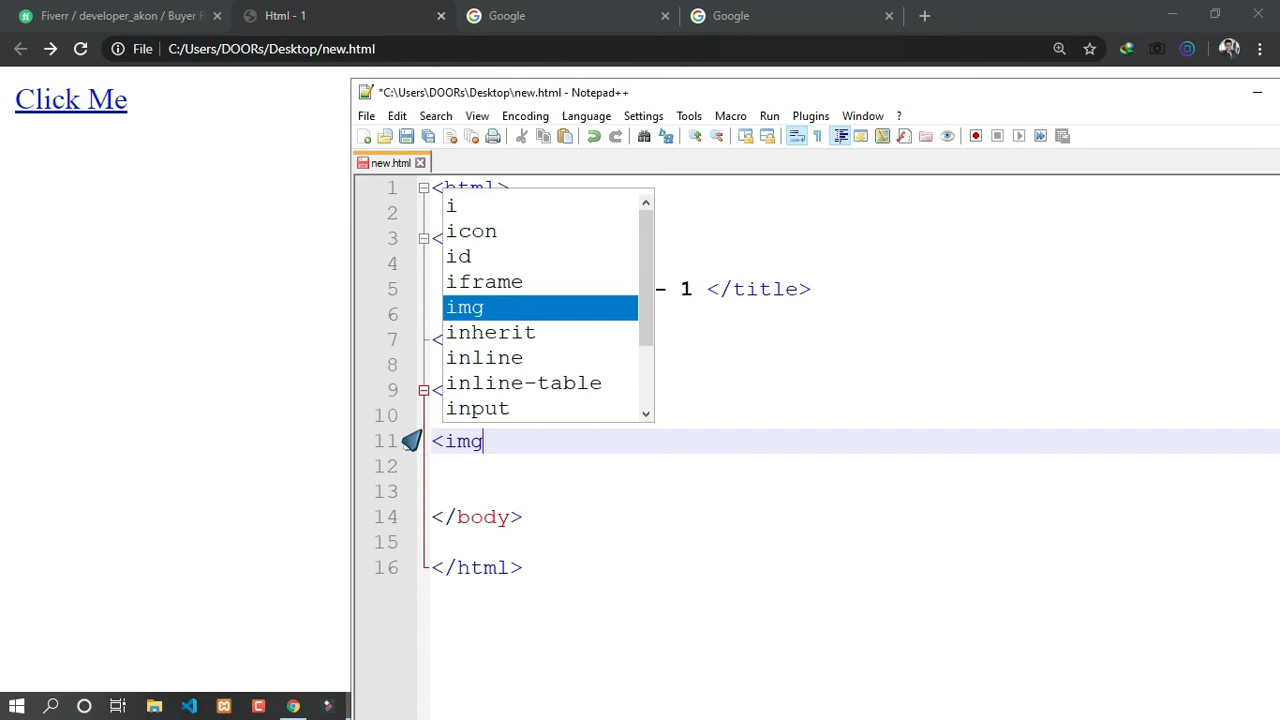 Fiverr / developer_akon / Buyer R
Html - 1
Google
Google
File
C:/Users/DOORs/Desktop/new.html
Click Me
*C:\Users\DOORs\Desktop\new.html - Notepad++
File Edit Search View Encoding Language Settings Tools Macro Run Plugins Window ?
new.html
1 <html>
2
3 <
4
5 - 1 </title>
6
7 <
8
9 <
10
11 <img
12
13
14 </body>
15
16 </html>
i
icon
id
iframe
img
inherit
inline
inline-table
input